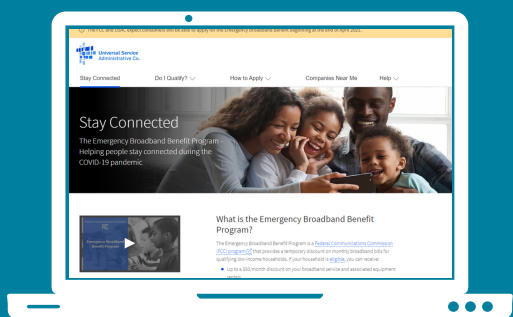 The FCC and USAC expect consumers will be able to apply for the Emergency Broadband Benefit beginning at the end of April 2021.
Universal Service
Administrative Co.
Stay Connected
Do I Qualify?
How to Apply
Companies Near Me
Help
Stay Connected
The Emergency Broadband Benefit Program -
Helping people stay connected during the
COVID-19 pandemic
Emergency Broadband
Benefit Program
What is the Emergency Broadband Benefit
Program?
The Emergency Broadband Benefit Program is a Federal Communications Commission
(FCC) program that provides a temporary discount on monthly broadband bills for
qualifying low-income households. If your household is eligible, you can receive:
Up to a $50/month discount on your broadband service and associated equipment
rentals